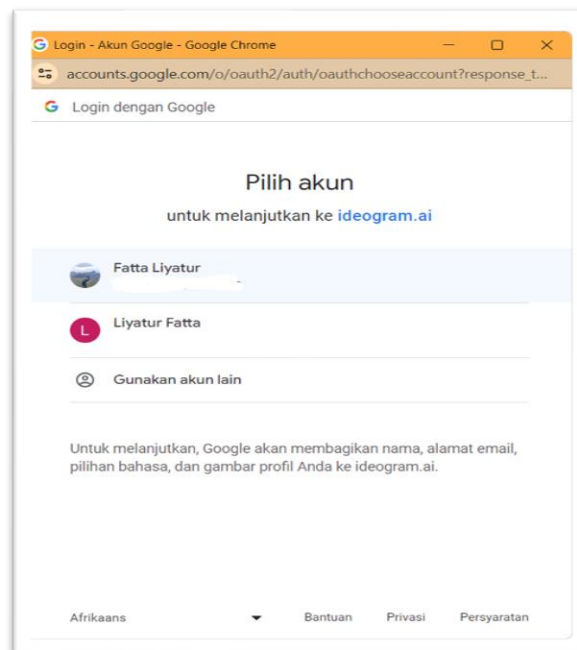 Login - Akun Google - Google Chrome
accounts.google.com/o/oauth2/auth/oauthchooseaccount?response_t...
Login dengan Google
Pilih akun
untuk melanjutkan ke ideogram.ai
Fatta Liyatur
L
Liyatur Fatta
Gunakan akun lain
Untuk melanjutkan, Google akan membagikan nama, alamat email,
pilihan bahasa, dan gambar profil Anda ke ideogram.ai.
Afrikaans
Bantuan Privasi Persyaratan